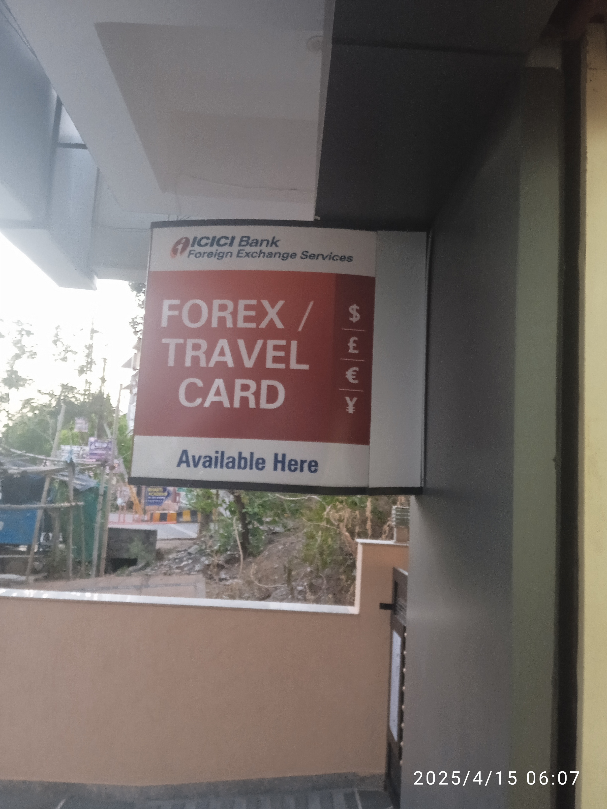 ICICI Bank
Foreign Exchange Services
FOREX /
TRAVEL
CARD
$
£
€
¥
Available Here
2025/4/15 06:07